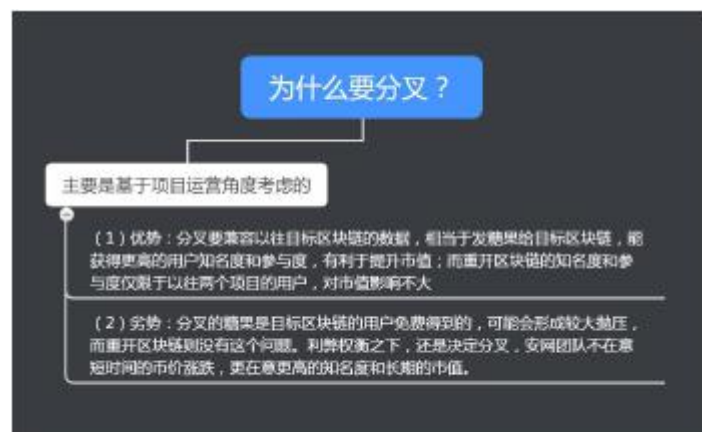 为什么要分叉？
主要是基于项目运营角度考虑的
（1）优势：分叉要兼容以往目标区块链的数据，相当于发糖果给目标区块链，能
获得更高的用户知名度和参与度，有利于提升市值；而重开区块链的知名度和参
与度仅限于以往两个项目的用户，对市值影响不大
（2）劣势：分叉的糖果是目标区块链的用户免费得到的，可能会形成较大抛压，
而重开区块链则没有这个问题。利弊权衡之下，还是决定分叉，安网团队不在意
短时间的币价涨跌，更在意更高的知名度和长期的市值。